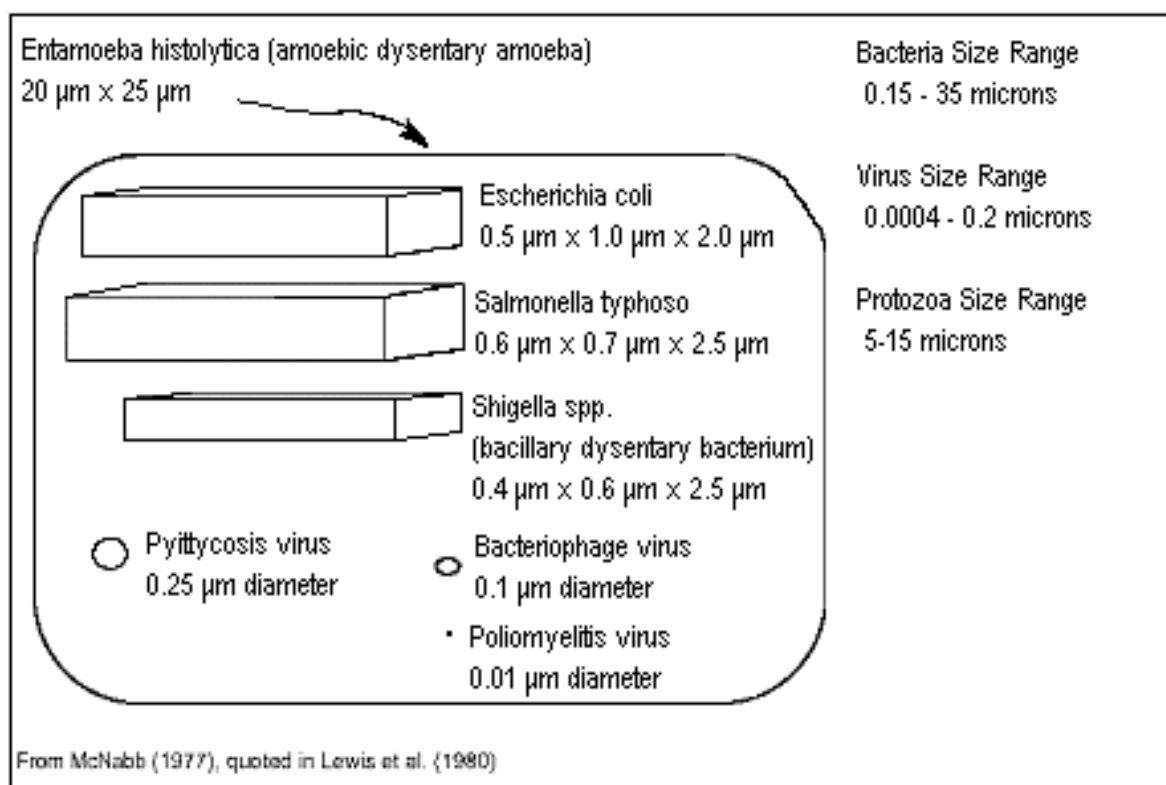 Entamoeba histolytica (amoebic dysentary amoeba)
20 µm x 25 µm
Escherichia coli
0.5 µm x 1.0 µm x 2.0 µm
Salmonella typhoso
0.6 µm x 0.7 µm x 2.5 µm
Shigella spp.
(bacillary dysentary bacterium)
0.4 µm x 0.6 µm x 2.5 µm
Pyittycosis virus
0.25 µm diameter
Bacteriophage virus
0.1 µm diameter
Poliomyelitis virus
0.01 µm diameter
Bacteria Size Range
0.15 - 35 microns
Virus Size Range
0.0004 - 0.2 microns
Protozoa Size Range
5-15 microns
From McNabb (1977), quoted in Lewis et al. (1980)